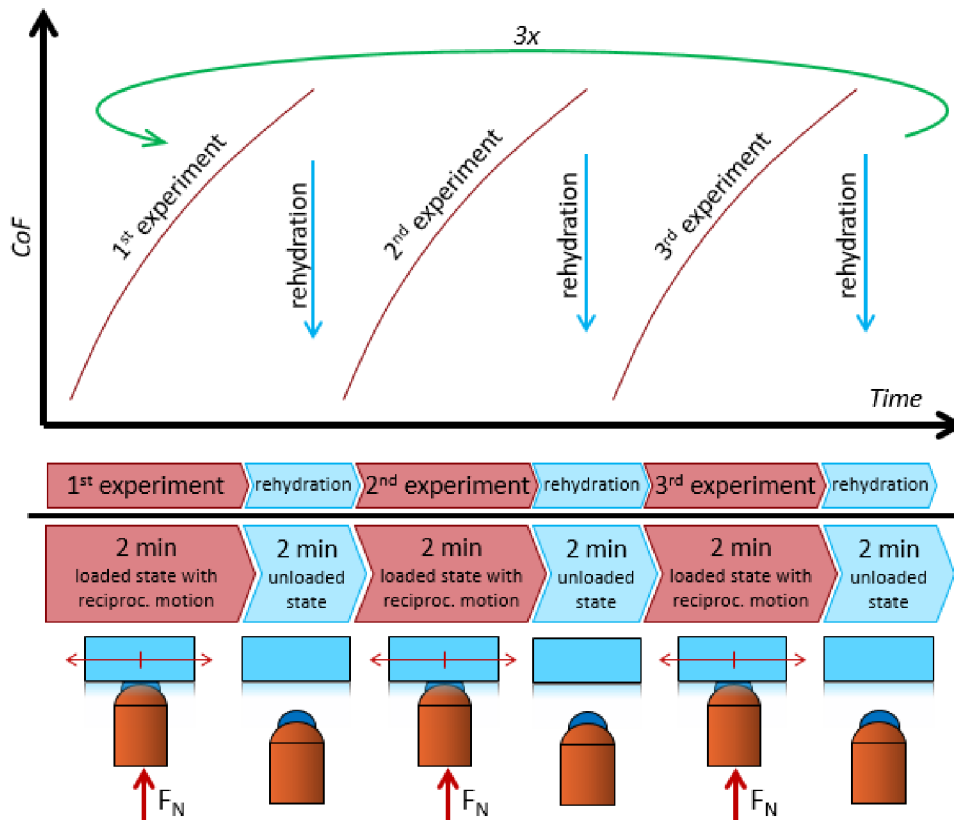 3x
CoF
1st experiment
rehydration
2nd experiment
rehydration
3rd experiment
rehydration
Time
1st experiment
rehydration
2nd experiment
rehydration
3rd experiment
rehydration
2 min
loaded state with
reciproc. motion
2 min
unloaded
state
2 min
loaded state with
reciproc. motion
2 min
unloaded
state
2 min
loaded state with
reciproc. motion
2 min
unloaded
state
FN
FN
FN